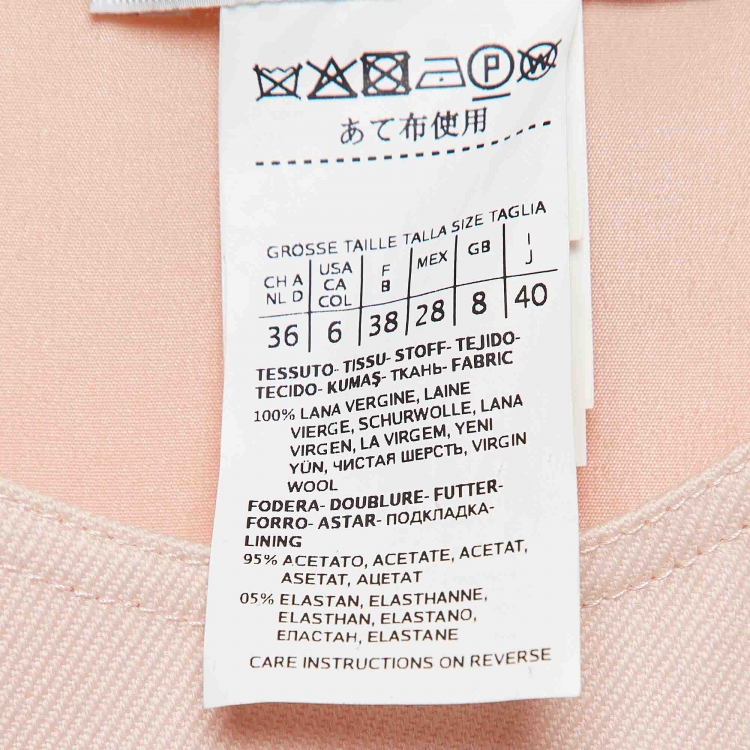 P W
あて布使用
GROSSE TAILLE TALLA SIZE TAGLIA
CH A NL D USA CA COL F B MEX GB I J
36 6 38 28 8 40
TESSUTO- TISSU- STOFF- TEJIDO-
TECIDO- KUMAŞ- ТКАНЬ- FABRIC
100% LANA VERGINE, LAINE
VIERGE, SCHURWOLLE, LANA
VIRGEN, LA VIRGEM, YENI
YÜN, ЧИСТАЯ ШЕРСТЬ, VIRGIN
WOOL
FODERA- DOUBLURE- FUTTER-
FORRO- ASTAR- ПОДКЛАДКА-
LINING
95% ACETATO, ACETATE, ACETAT,
ASETAT, АЦЕТАТ
05% ELASTAN, ELASTHANNE,
ELASTHAN, ELASTANO,
ЕПАСТАН, ELASTANE
CARE INSTRUCTIONS ON REVERSE